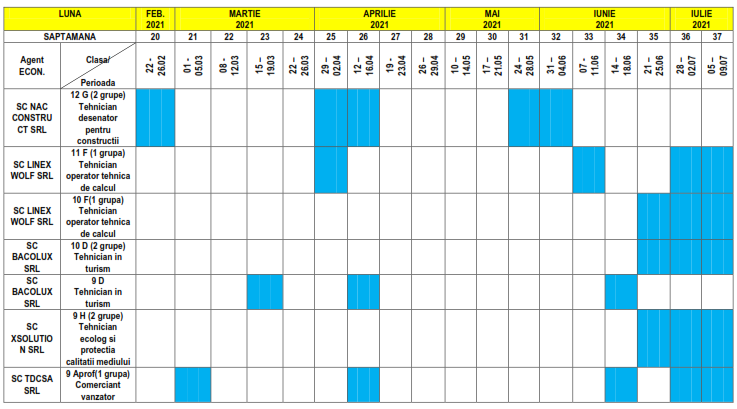 LUNA FEB. 2021 MARTIE 2021 APRILIE 2021 MAI 2021 IUNIE 2021 IULIE 2021
SAPTAMANA 20 21 22 23 24 25 26 27 28 29 30 31 32 33 34 35 36 37
Agent ECON. Clașa/ Perioada 22 - 26.02 01 - 05.03 08 - 12.03 15 – 19.03 22 – 26.03 29 – 02.04 12 - 16.04 19 - 23.04 26 – 29.04 10 – 14.05 17 – 21.05 24 – 28.05 31 – 04.06 07 - 11.06 14 – 18.06 21 – 25.06 28 – 02.07 05 – 09.07
SC NAC CONSTRU CT SRL
12 G (2 grupe)
Tehnician
desenator
pentru
constructii
SC LINEX
WOLF SRL
11 F (1 grupa)
Tehnician
operator tehnica
de calcul
SC LINEX
WOLF SRL
10 F(1 grupa)
Tehnician
operator tehnica
de calcul
SC
BACOLUX
SRL
10 D (2 grupe)
Tehnician in
turism
SC
BACOLUX
SRL
9 D
Tehnician in
turism
SC
XSOLUTIO
N SRL
9 H (2 grupe)
Tehnician
ecolog si
protectia
calitatii mediului
SC TDCSA
SRL
9 Aprof(1 grupa)
Comerciant
vanzator